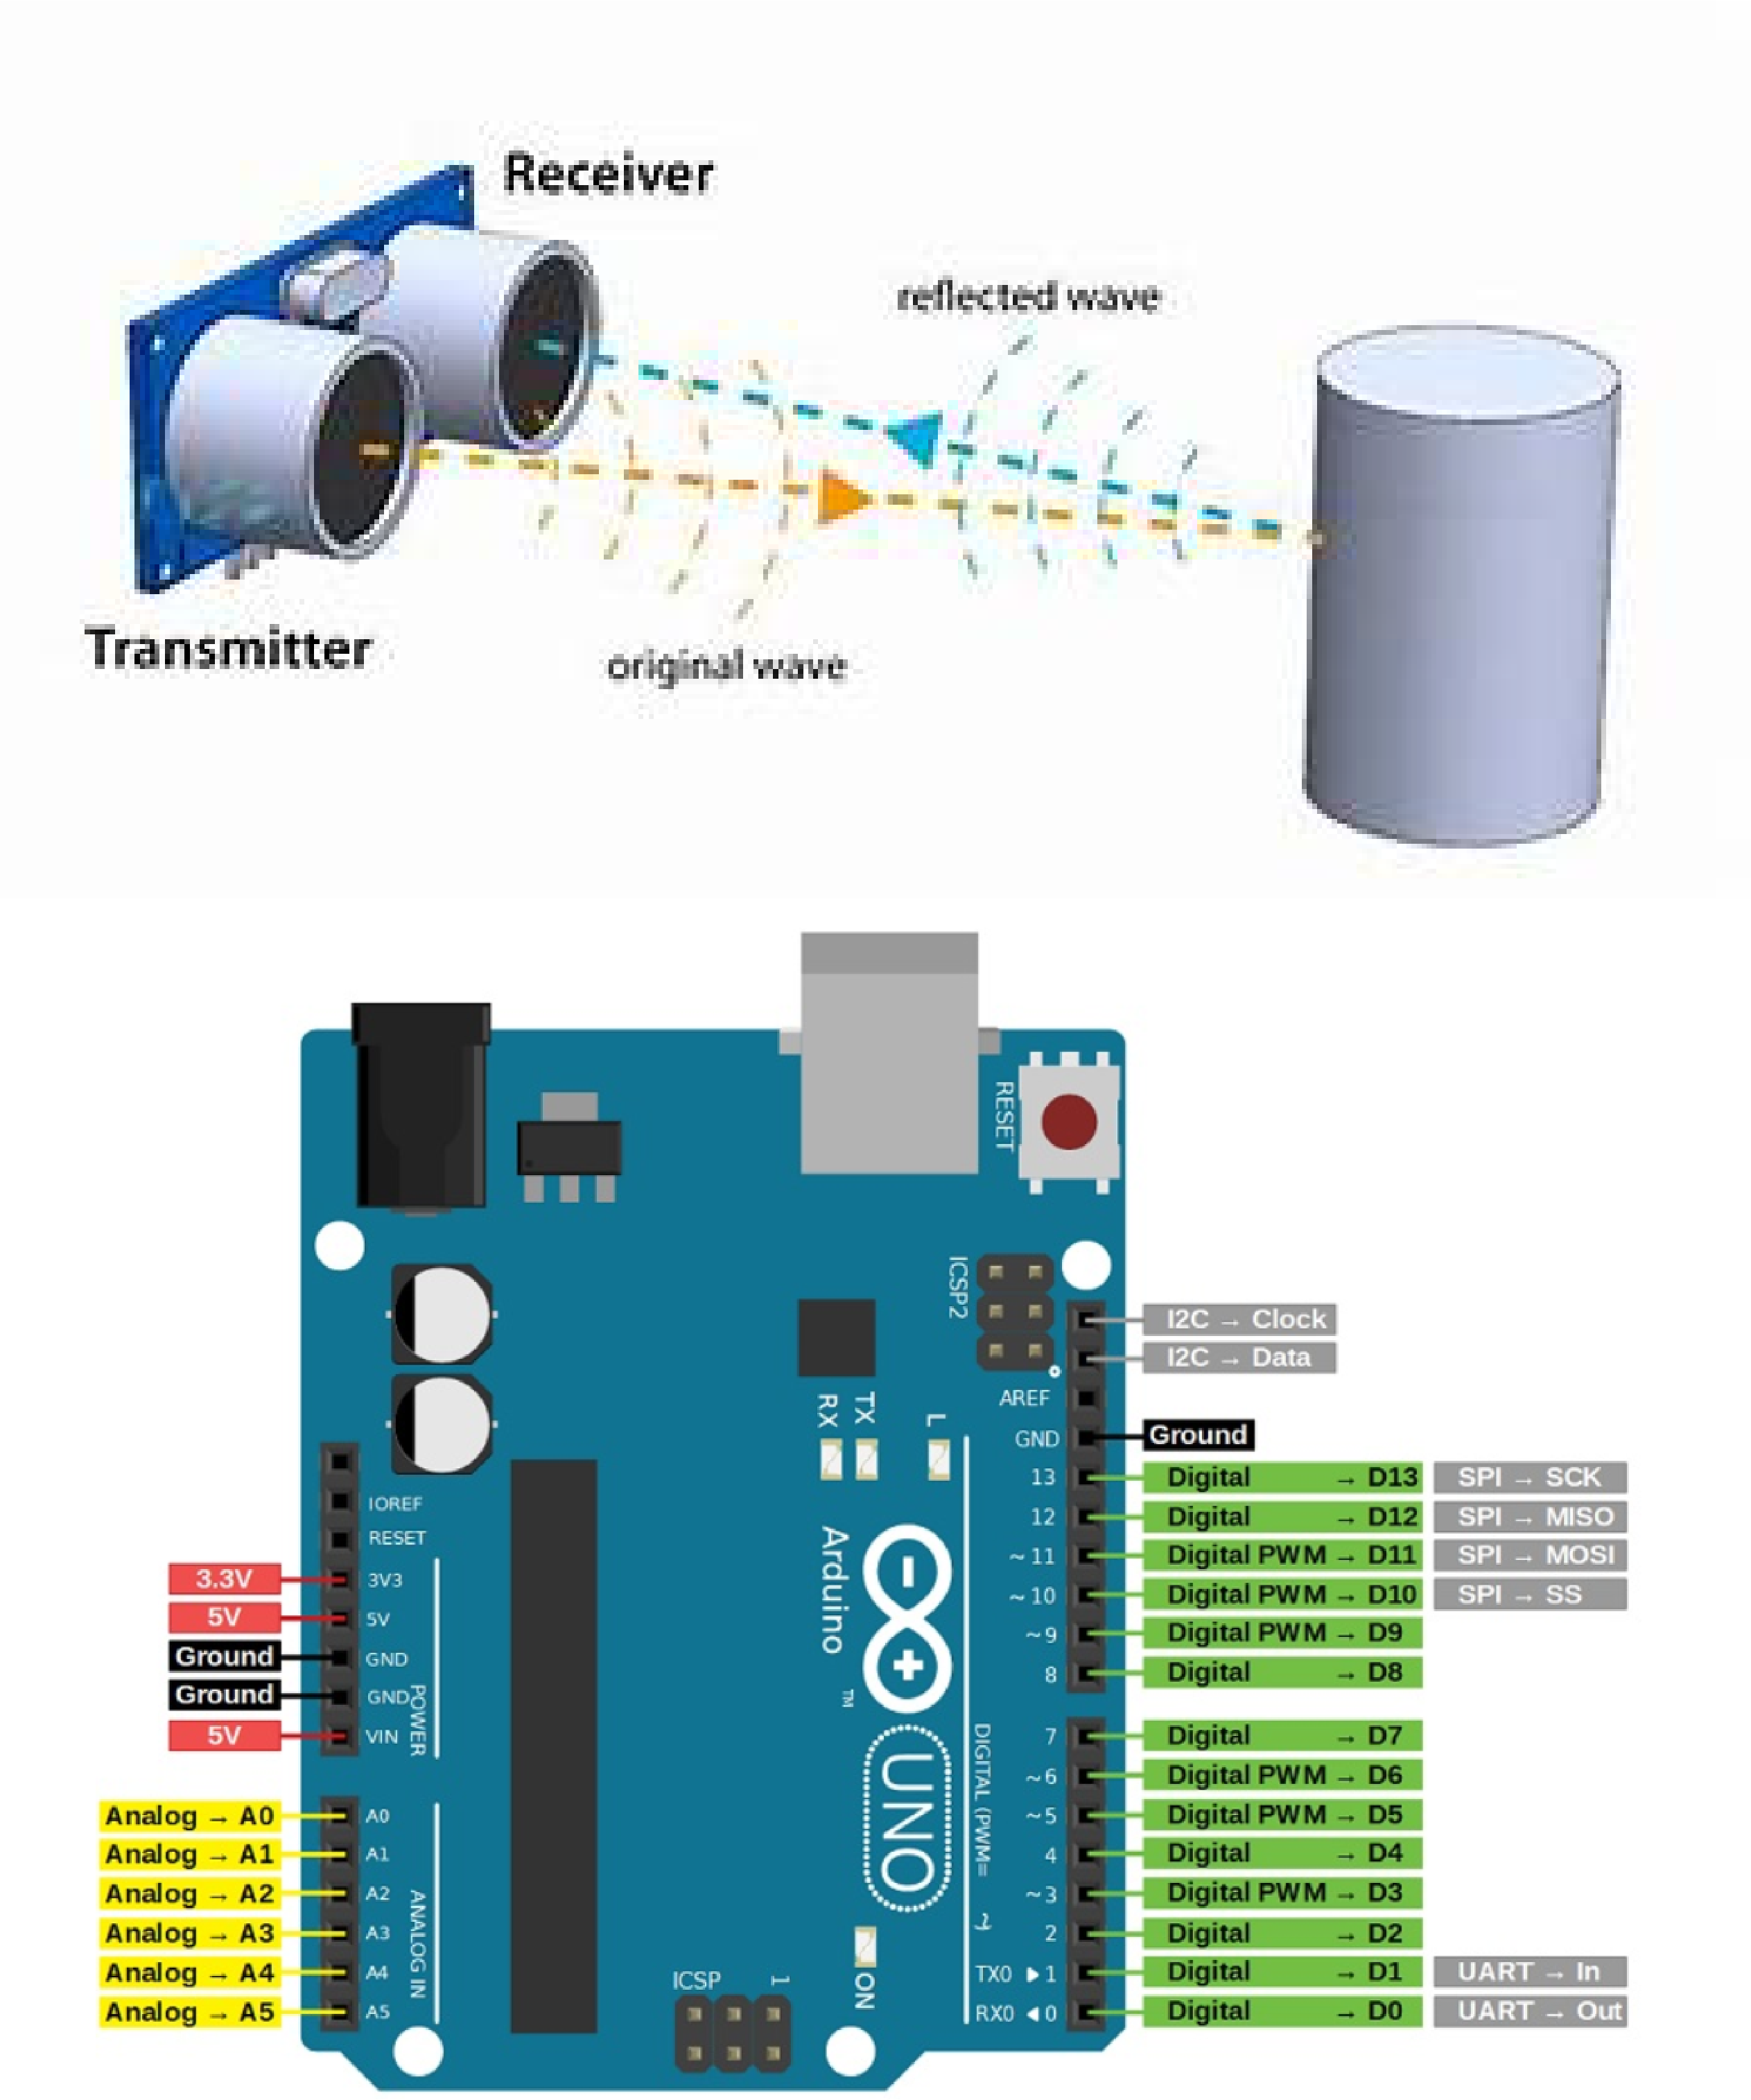 Receiver
reflected wave
Transmitter
original wave
RESET
ICSP2
I2C → Clock
I2C → Data
AREF
RX
TX
L
GND
Ground
13
Digital → D13
SPI → SCK
IOREF
12
Digital → D12
SPI → MISO
RESET
~ 11
Digital PWM → D11
SPI → MOSI
3.3V
3V3
~ 10
Digital PWM → D10
SPI → SS
5V
5V
~ 9
Digital PWM → D9
Ground
GND
8
Digital → D8
Ground
GND
5V
VIN
POWER
Arduino
TM
UNO
DIGITAL (PWM= ~)
7
Digital → D7
~ 6
Digital PWM → D6
Analog → A0
A0
~ 5
Digital PWM → D5
Analog → A1
A1
4
Digital → D4
Analog → A2
A2
~ 3
Digital PWM → D3
Analog → A3
A3
2
Digital → D2
Analog → A4
A4
TX0 ▶ 1
Digital → D1
UART → In
Analog → A5
A5
RX0 ◀ 0
Digital → D0
UART → Out
ANALOG IN
ICSP
1
ON